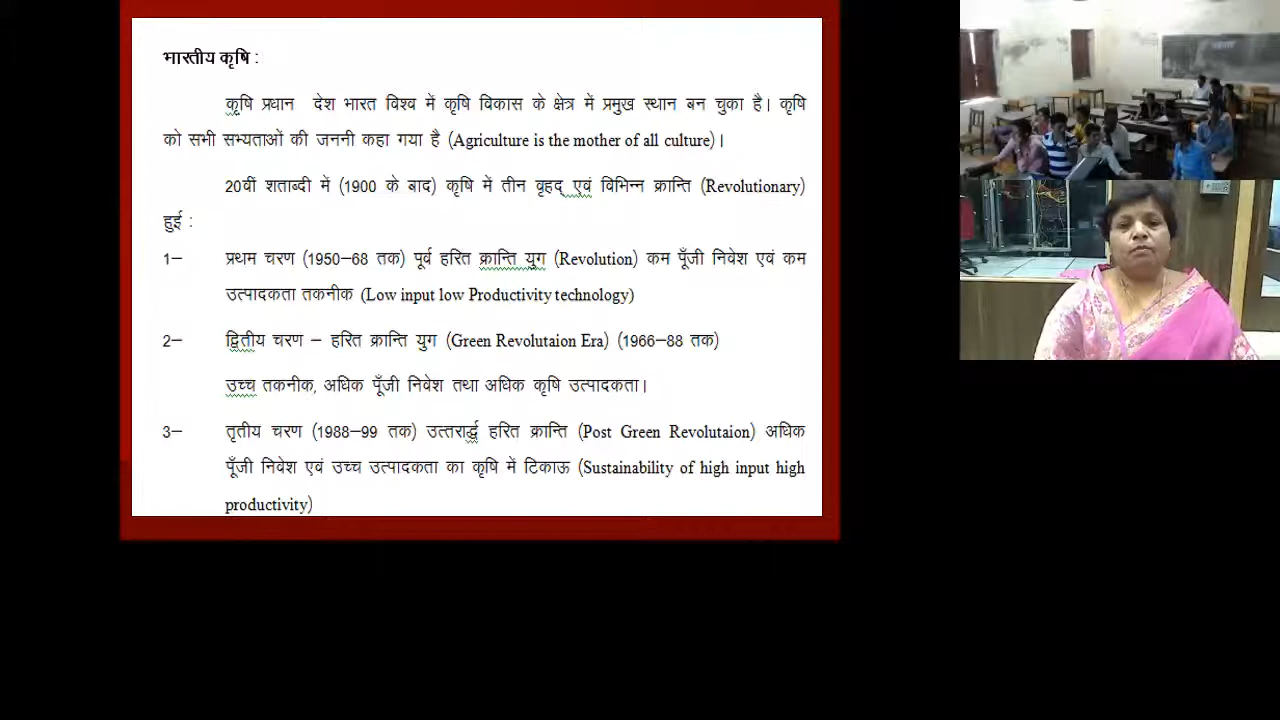 भारतीय कृषि :
कृषि प्रधान देश भारत विश्व में कृषि विकास के क्षेत्र में प्रमुख स्थान बन चुका है। कृषि
को सभी सभ्यताओं की जननी कहा गया है (Agriculture is the mother of all culture)।
20वीं शताब्दी में (1900 के बाद) कृषि में तीन वृहद् एवं विभिन्न क्रान्ति (Revolutionary)
हुई :
1– प्रथम चरण (1950–68 तक) पूर्व हरित क्रान्ति युग (Revolution) कम पूँजी निवेश एवं कम
उत्पादकता तकनीक (Low input low Productivity technology)
2– द्वितीय चरण – हरित क्रान्ति युग (Green Revolutaion Era) (1966–88 तक)
उच्च तकनीक, अधिक पूँजी निवेश तथा अधिक कृषि उत्पादकता।
3– तृतीय चरण (1988–99 तक) उत्तरार्द्ध हरित क्रान्ति (Post Green Revolutaion) अधिक
पूँजी निवेश एवं उच्च उत्पादकता का कृषि में टिकाऊ (Sustainability of high input high
productivity)